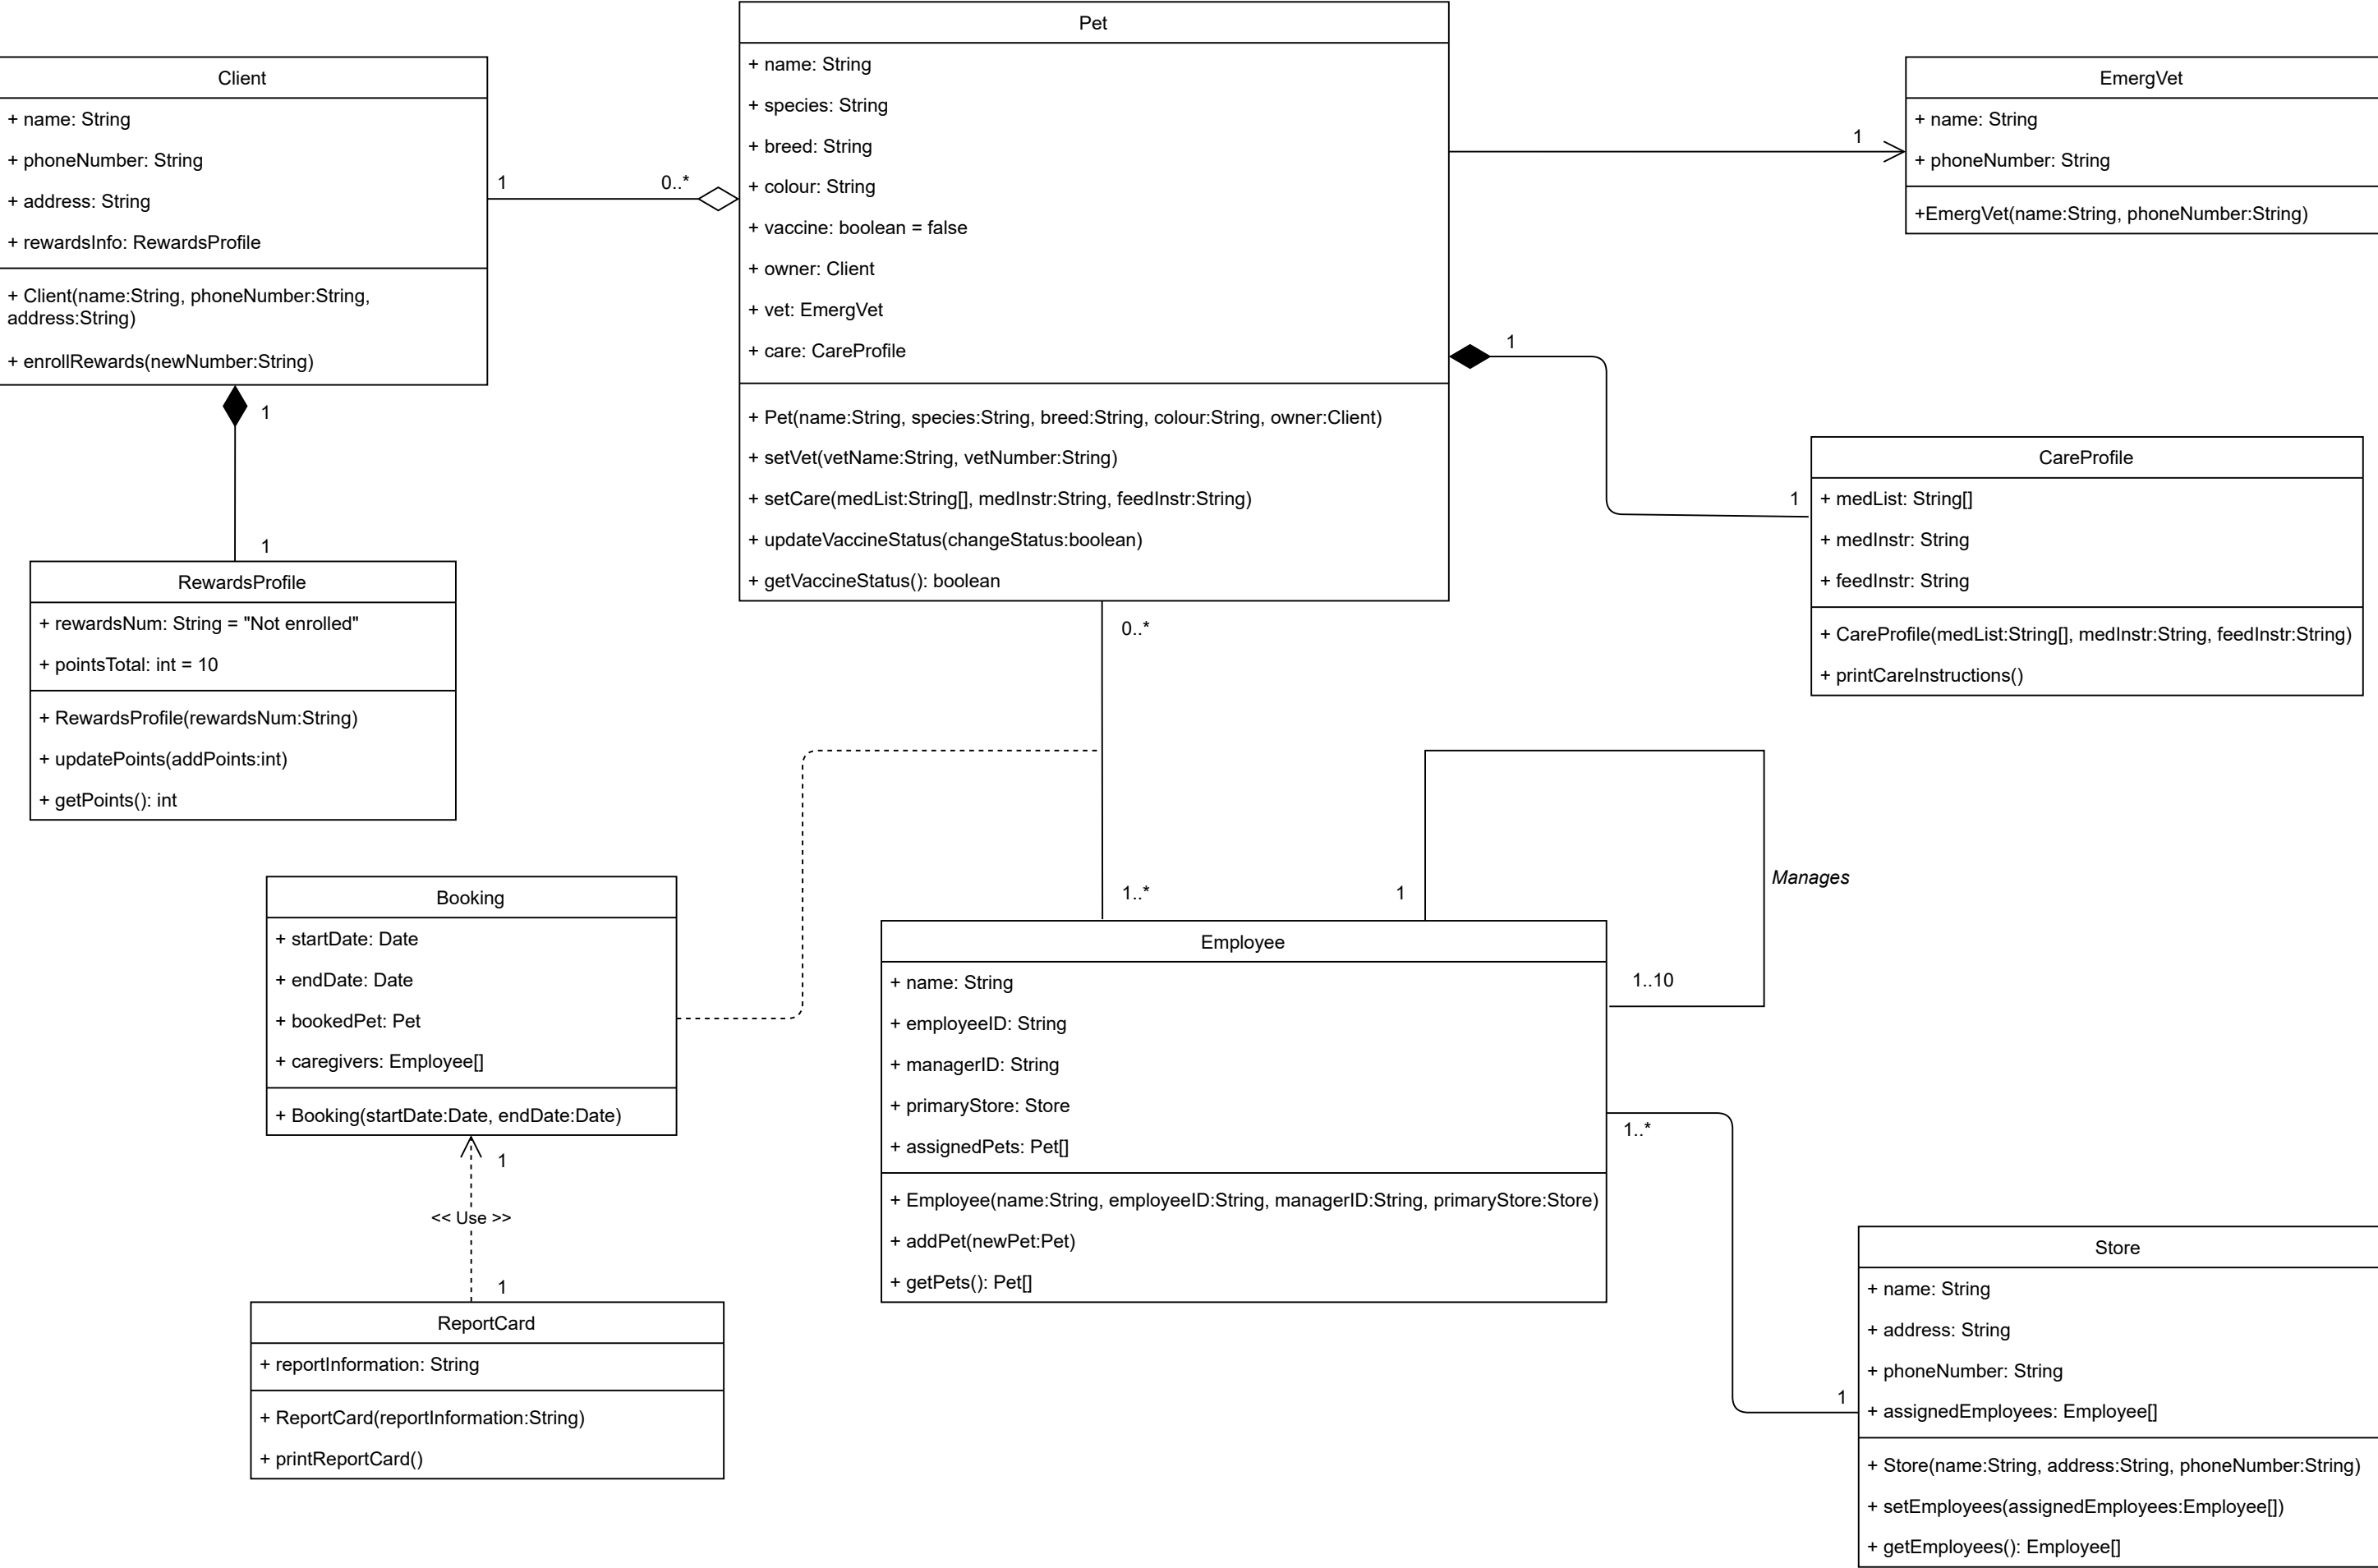 Pet
+ name: String
+ species: String
+ breed: String
+ colour: String
+ vaccine: boolean = false
+ owner: Client
+ vet: EmergVet
+ care: CareProfile
+ Pet(name:String, species:String, breed:String, colour:String, owner:Client)
+ setVet(vetName:String, vetNumber:String)
+ setCare(medList:String[], medInstr:String, feedInstr:String)
+ updateVaccineStatus(changeStatus:boolean)
+ getVaccineStatus(): boolean
Client
+ name: String
+ phoneNumber: String
+ address: String
+ rewardsInfo: RewardsProfile
+ Client(name:String, phoneNumber:String,
address:String)
+ enrollRewards(newNumber:String)
1
0..*
EmergVet
+ name: String
+ phoneNumber: String
+EmergVet(name:String, phoneNumber:String)
1
1
1
CareProfile
+ medList: String[]
+ medInstr: String
+ feedInstr: String
+ CareProfile(medList:String[], medInstr:String, feedInstr:String)
+ printCareInstructions()
1
1
RewardsProfile
+ rewardsNum: String = "Not enrolled"
+ pointsTotal: int = 10
+ RewardsProfile(rewardsNum:String)
+ updatePoints(addPoints:int)
+ getPoints(): int
0..*
1..*
1
Manages
1..10
Booking
+ startDate: Date
+ endDate: Date
+ bookedPet: Pet
+ caregivers: Employee[]
+ Booking(startDate:Date, endDate:Date)
Employee
+ name: String
+ employeeID: String
+ managerID: String
+ primaryStore: Store
+ assignedPets: Pet[]
+ Employee(name:String, employeeID:String, managerID:String, primaryStore:Store)
+ addPet(newPet:Pet)
+ getPets(): Pet[]
1..*
1
1
<< Use >>
1
ReportCard
+ reportInformation: String
+ ReportCard(reportInformation:String)
+ printReportCard()
Store
+ name: String
+ address: String
+ phoneNumber: String
+ assignedEmployees: Employee[]
+ Store(name:String, address:String, phoneNumber:String)
+ setEmployees(assignedEmployees:Employee[])
+ getEmployees(): Employee[]